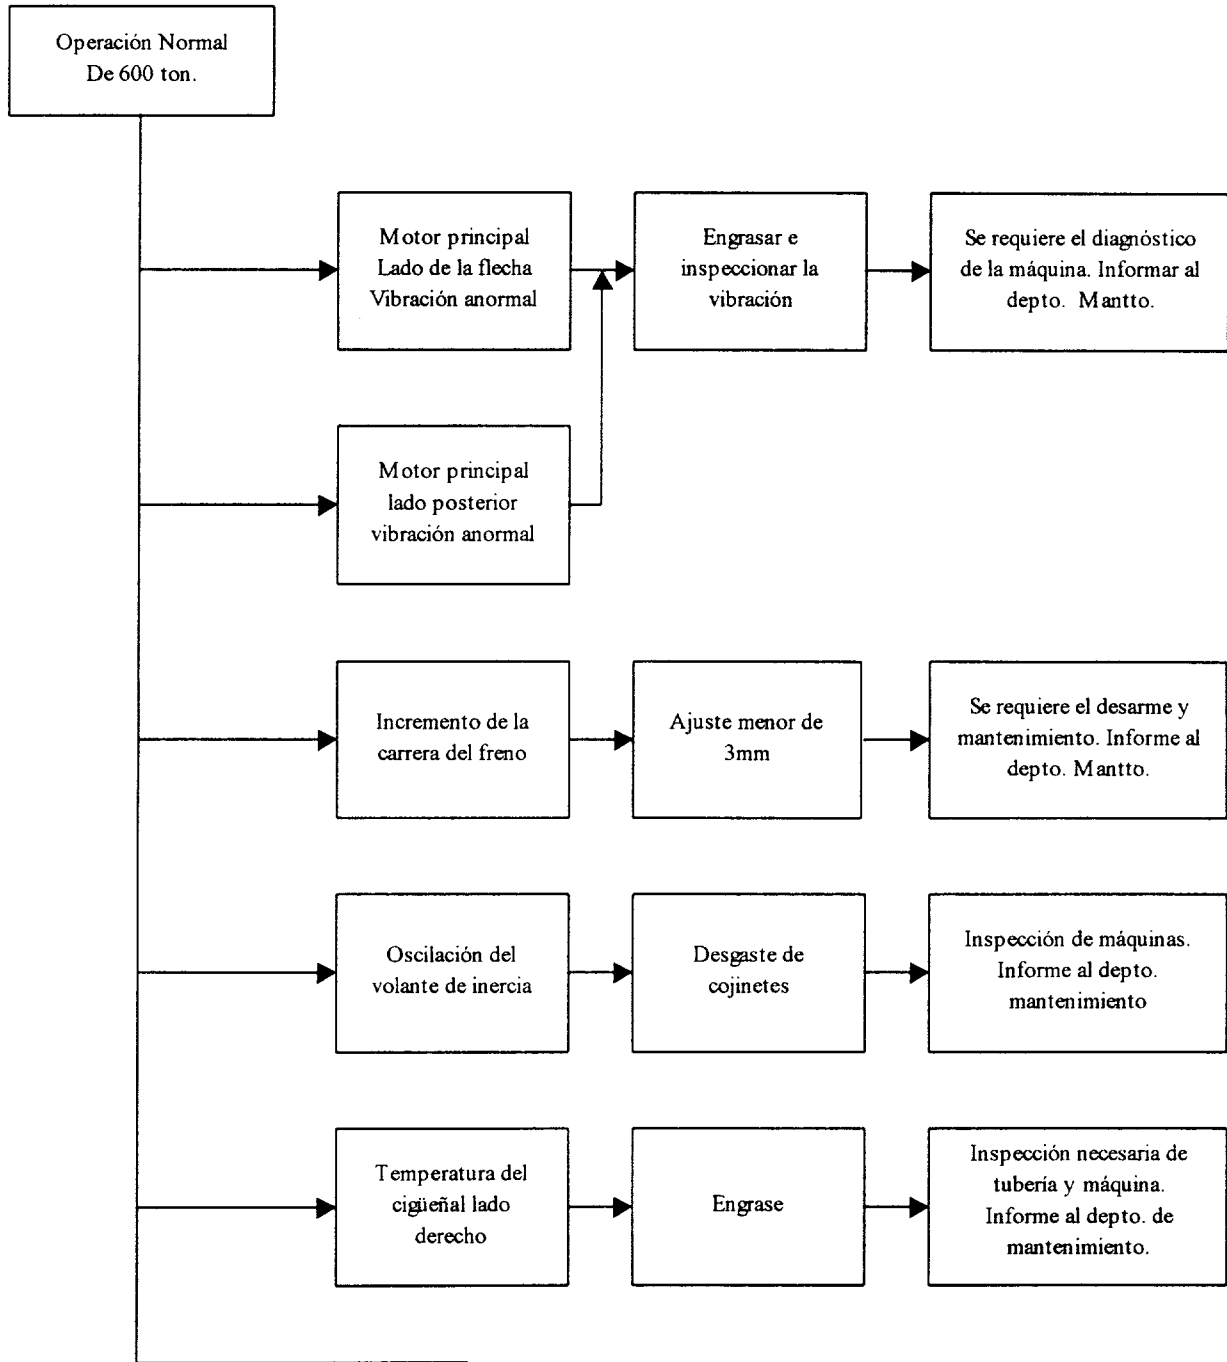 Operación Normal
De 600 ton.
Motor principal
Lado de la flecha
Vibración anormal
Engrasar e
inspeccionar la
vibración
Se requiere el diagnóstico
de la máquina. Informar al
depto. Mantto.
Motor principal
lado posterior
vibración anormal
Incremento de la
carrera del freno
Ajuste menor de
3mm
Se requiere el desarme y
mantenimiento. Informe al
depto. Mantto.
Oscilación del
volante de inercia
Desgaste de
cojinetes
Inspección de máquinas.
Informe al depto.
mantenimiento
Temperatura del
cigüeñal lado
derecho
Engrase
Inspección necesaria de
tubería y máquina.
Informe al depto. de
mantenimiento.